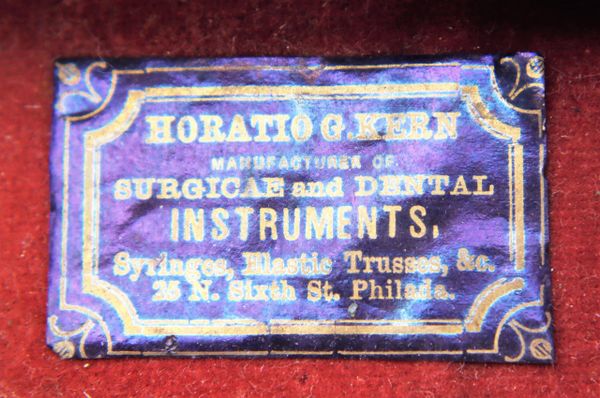 HORATIO G. KERN
MANUFACTURER OF
SURGICAL and DENTAL
INSTRUMENTS,
Syringes, Elastic Trusses, &c.
25 N. Sixth St. Philada.